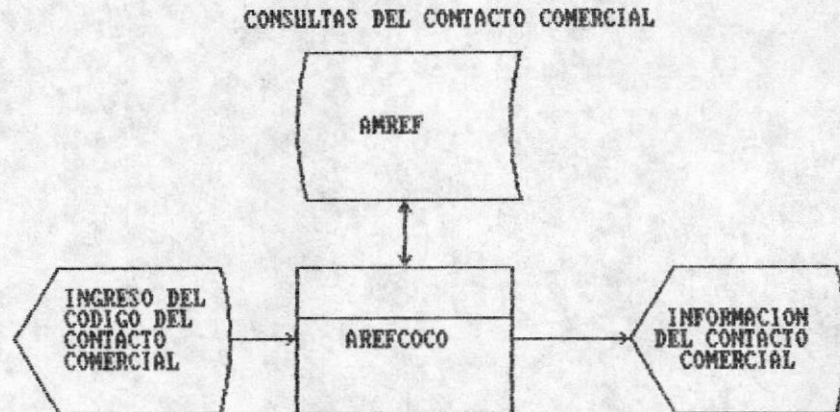 CONSULTAS DEL CONTACTO COMERCIAL
AMREF
INGRESO DEL
CODIGO DEL
CONTACTO
COMERCIAL
AREFCOCO
INFORMACION
DEL CONTACTO
COMERCIAL